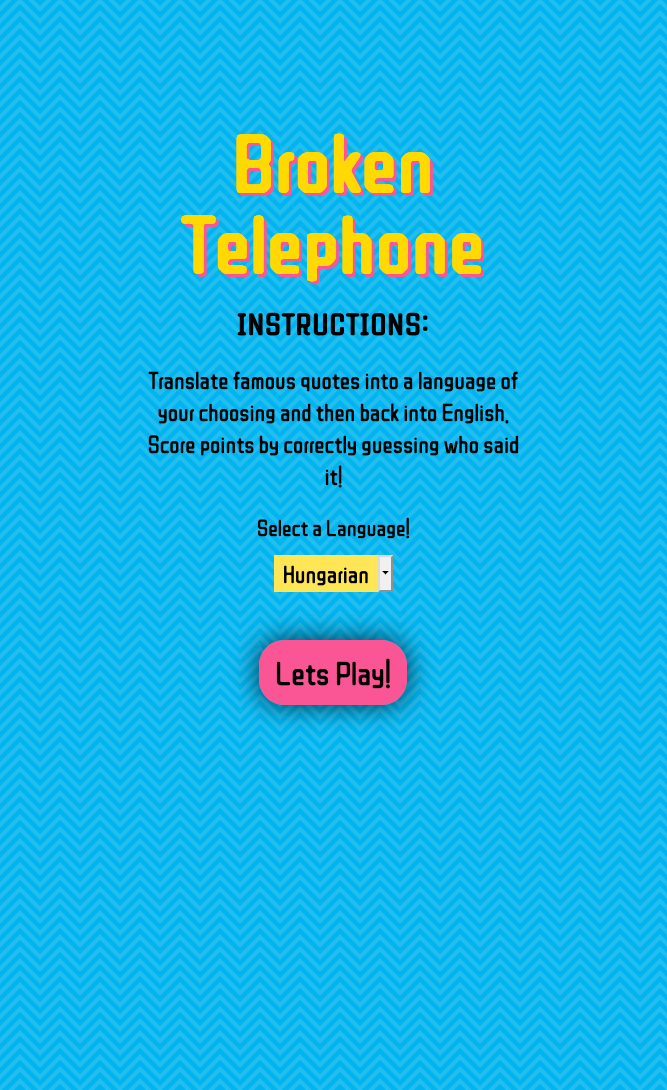 Broken
Telephone
INSTRUCTIONS:
Translate famous quotes into a language of
your choosing and then back into English.
Score points by correctly guessing who said
it!
Select a Language!
Hungarian
Lets Play!